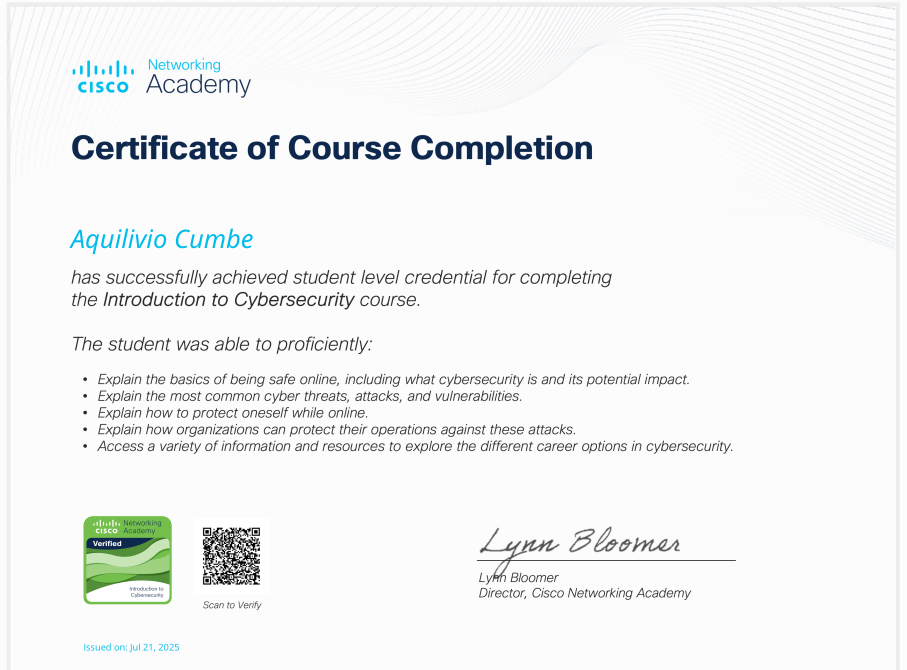 Networking
CISCO Academy
Certificate of Course Completion
Aquilivio Cumbe
has successfully achieved student level credential for completing
the Introduction to Cybersecurity course.
The student was able to proficiently:
• Explain the basics of being safe online, including what cybersecurity is and its potential impact.
• Explain the most common cyber threats, attacks, and vulnerabilities.
• Explain how to protect oneself while online.
• Explain how organizations can protect their operations against these attacks.
• Access a variety of information and resources to explore the different career options in cybersecurity.
Networking
CISCO Academy
Verified
Introduction to
Cybersecurity
Scan to Verify
Lynn Bloomer
Lynn Bloomer
Director, Cisco Networking Academy
Issued on: Jul 21, 2025